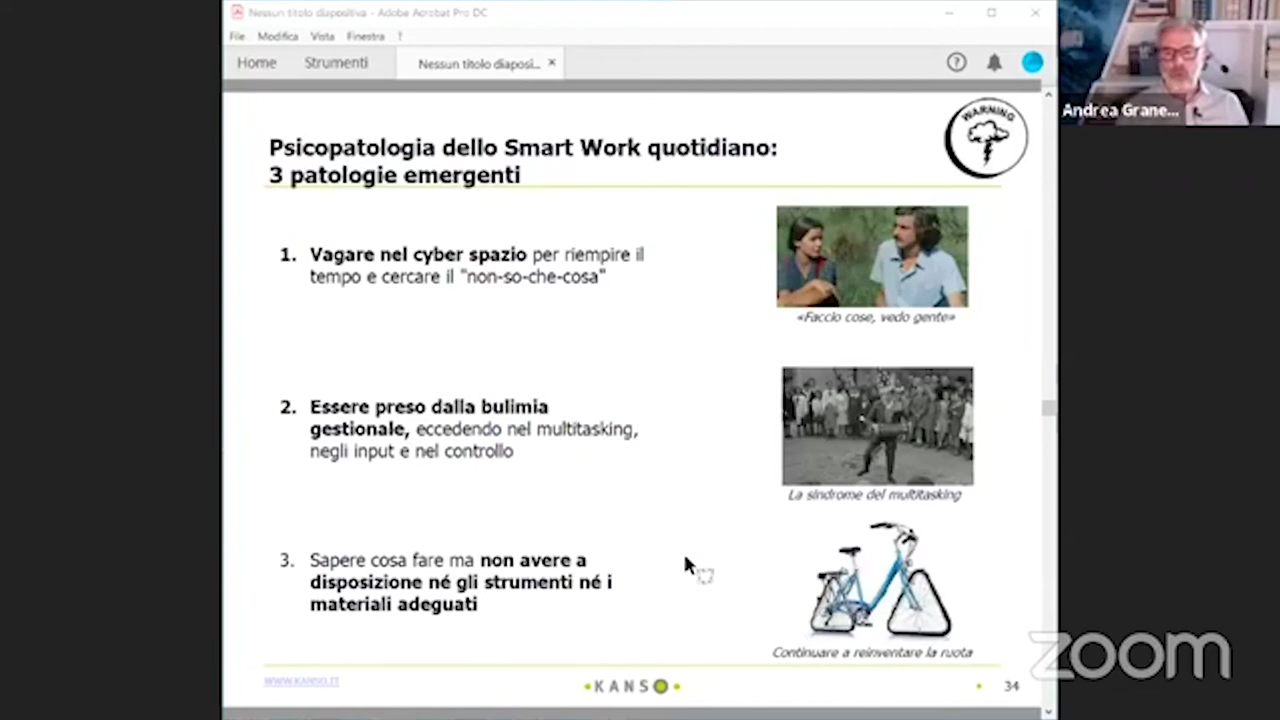 Nessun titolo diapositiva - Adobe Acrobat Pro DC
File Modifica Vista Finestra ?
Home Strumenti Nessun titolo diaposi... ×
Andrea Grane...
WARNING
Psicopatologia dello Smart Work quotidiano:
3 patologie emergenti
1. Vagare nel cyber spazio per riempire il
tempo e cercare il "non-so-che-cosa"
«Faccio cose, vedo gente»
2. Essere preso dalla bulimia
gestionale, eccedendo nel multitasking,
negli input e nel controllo
La sindrome del multitasking
3. Sapere cosa fare ma non avere a
disposizione né gli strumenti né i
materiali adeguati
Continuare a reinventare la ruota
WWW.KANSO.IT
KANSO
34
zoom